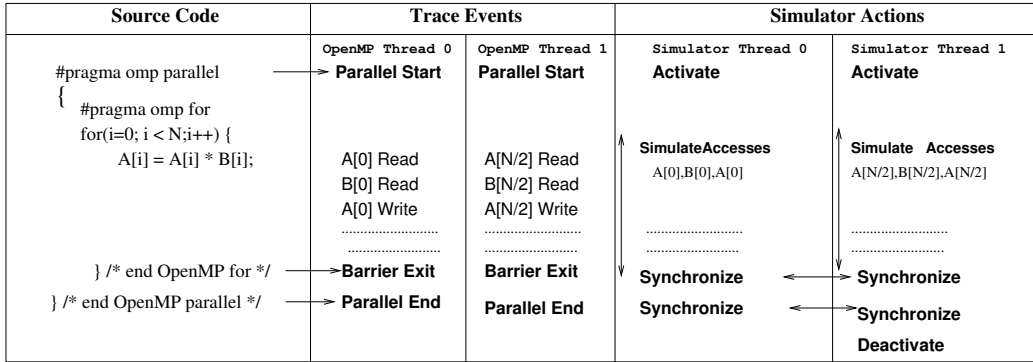 Source Code
Trace Events
Simulator Actions
OpenMP Thread 0
OpenMP Thread 1
Simulator Thread 0
Simulator Thread 1
#pragma omp parallel
Parallel Start
Parallel Start
Activate
Activate
{
#pragma omp for
for(i=0; i < N;i++) {
SimulateAccesses
Simulate Accesses
A[i] = A[i] * B[i];
A[0] Read
A[N/2] Read
A[0],B[0],A[0]
A[N/2],B[N/2],A[N/2]
B[0] Read
B[N/2] Read
A[0] Write
A[N/2] Write
..........................
..........................
..........................
..........................
.........................
.........................
.........................
.........................
} /* end OpenMP for */
Barrier Exit
Barrier Exit
Synchronize
Synchronize
} /* end OpenMP parallel */
Parallel End
Parallel End
Synchronize
Synchronize
Deactivate